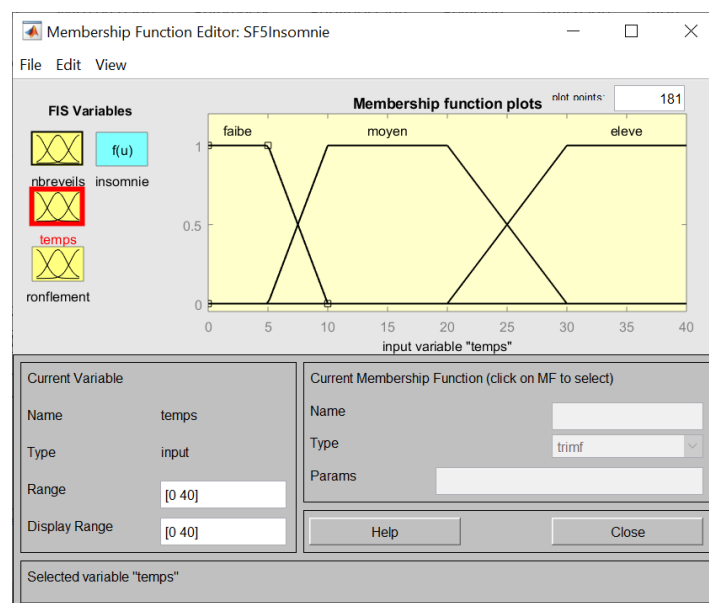 Membership Function Editor: SF5Insomnie
File Edit View
FIS Variables
f(u)
nbreveils insomnie
temps
ronflement
Membership function plots
plot points:
181
faibe moyen eleve
1
0.5
0
0 5 10 15 20 25 30 35 40
input variable "temps"
Current Variable
Name temps
Type input
Range [0 40]
Display Range [0 40]
Current Membership Function (click on MF to select)
Name
Type trimf
Params
Help Close
Selected variable "temps"